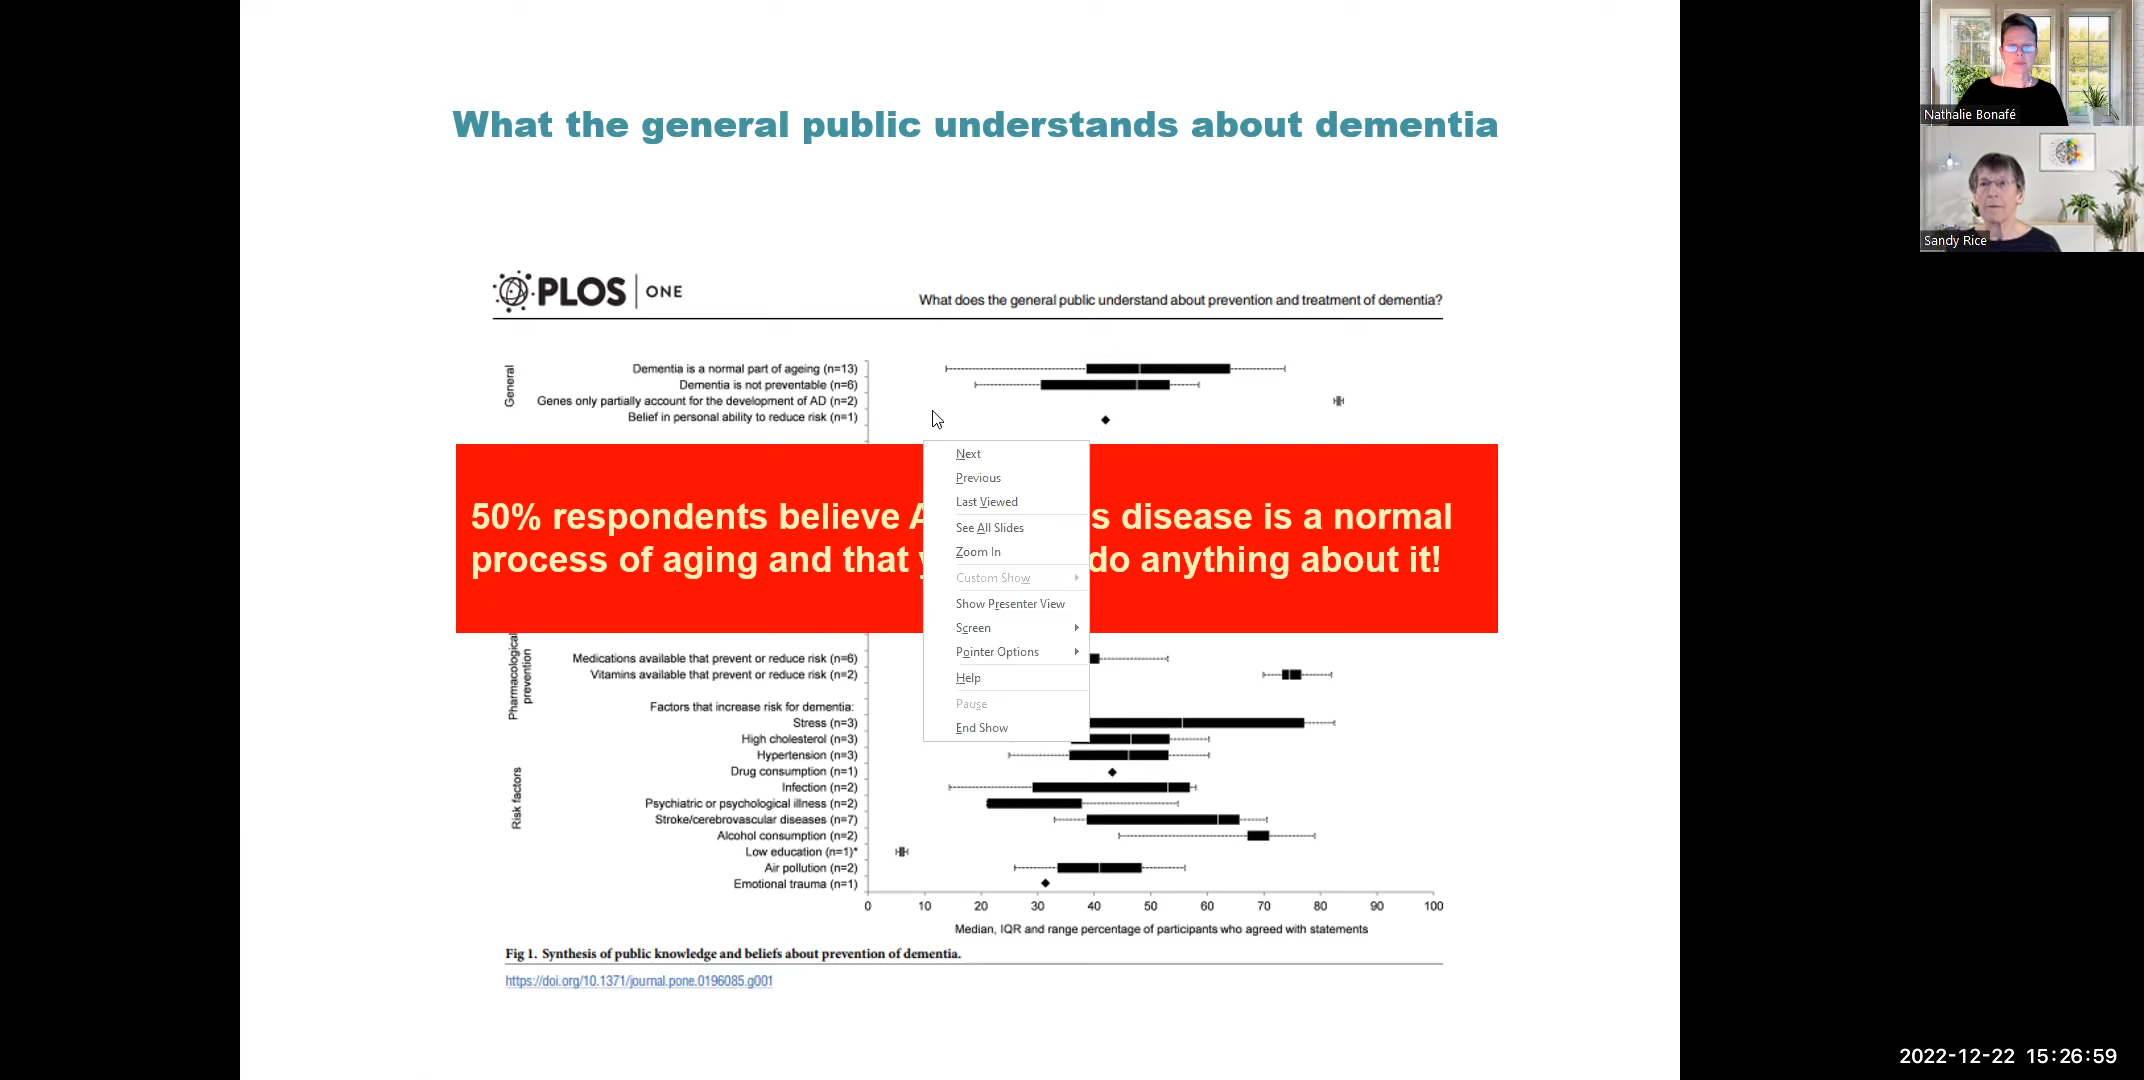 What the general public understands about dementia
Nathalie Bonafé
Sandy Rice
PLOS ONE
What does the general public understand about prevention and treatment of dementia?
General
Dementia is a normal part of ageing (n=13)
Dementia is not preventable (n=6)
Genes only partially account for the development of AD (n=2)
Belief in personal ability to reduce risk (n=1)
50% respondents believe A s disease is a normal
process of aging and that do anything about it!
Next
Previous
Last Viewed
See All Slides
Zoom In
Custom Show
Show Presenter View
Screen
Pointer Options
Help
Pause
End Show
Pharmacological
prevention
Medications available that prevent or reduce risk (n=6)
Vitamins available that prevent or reduce risk (n=2)
Factors that increase risk for dementia:
Risk factors
Stress (n=3)
High cholesterol (n=3)
Hypertension (n=3)
Drug consumption (n=1)
Infection (n=2)
Psychiatric or psychological illness (n=2)
Stroke/cerebrovascular diseases (n=7)
Alcohol consumption (n=2)
Low education (n=1)*
Air pollution (n=2)
Emotional trauma (n=1)
0 10 20 30 40 50 60 70 80 90 100
Median, IQR and range percentage of participants who agreed with statements
Fig 1. Synthesis of public knowledge and beliefs about prevention of dementia.
https://doi.org/10.1371/journal.pone.0196085.g001
2022-12-22 15:26:59